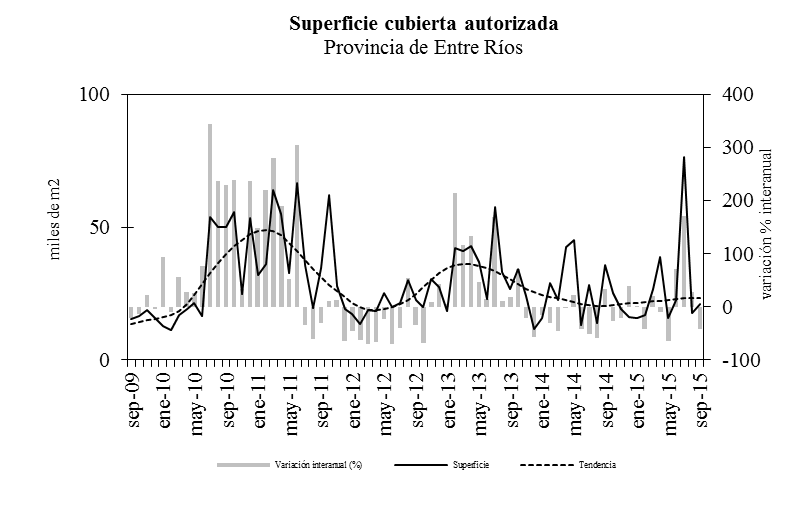 Superficie cubierta autorizada
Provincia de Entre Ríos
miles de m2
100
50
0
400
300
200
100
0
-100
variación % interanual
sep-09
ene-10
may-10
sep-10
ene-11
may-11
sep-11
ene-12
may-12
sep-12
ene-13
may-13
sep-13
ene-14
may-14
sep-14
ene-15
may-15
sep-15
Variación interanual (%)
Superficie
Tendencia